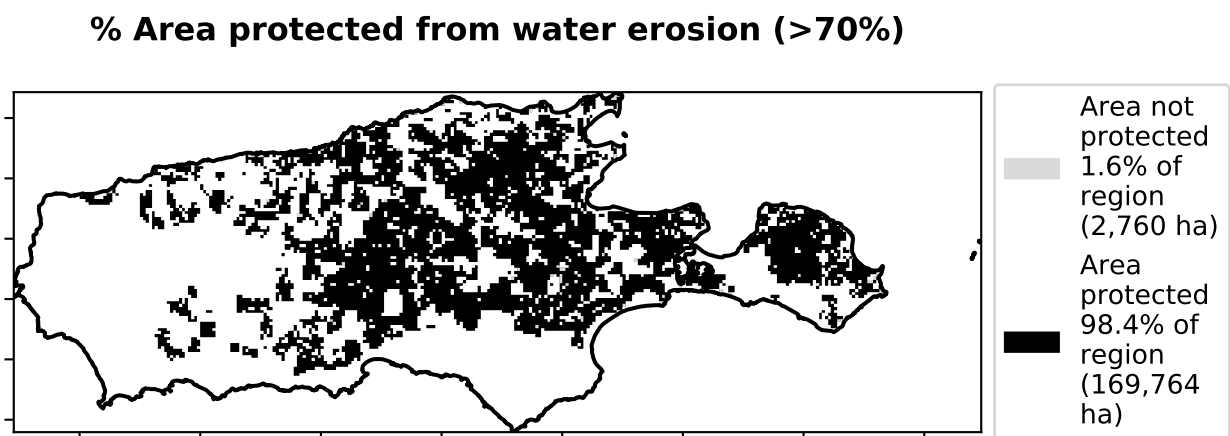 % Area protected from water erosion (>70%)
Area not
protected
1.6% of
region
(2,760 ha)
Area
protected
98.4% of
region
(169,764
ha)